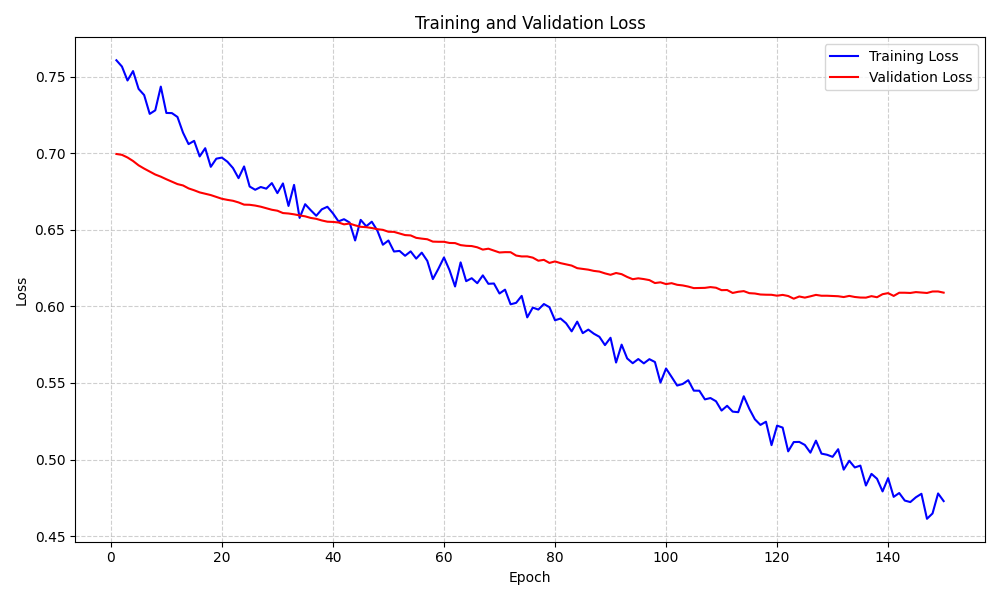 Training and Validation Loss
Training Loss
Validation Loss
Loss
0.75
0.70
0.65
0.60
0.55
0.50
0.45
0 20 40 60 80 100 120 140
Epoch